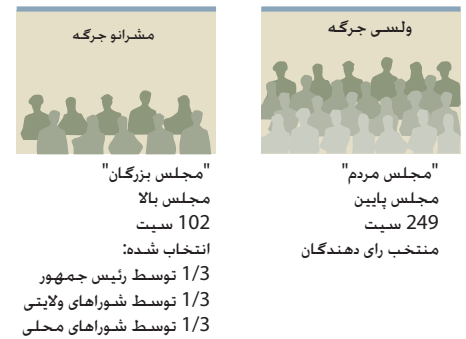 ولسی جرگه
"مجلس مردم"
مجلس پایین
249 سیت
منتخب رای دهندگان
مشرانو جرگه
"مجلس بزرگان"
مجلس بالا
102 سیت
انتخاب شده:
1/3 توسط رئیس جمهور
1/3 توسط شوراهای ولایتی
1/3 توسط شوراهای محلی